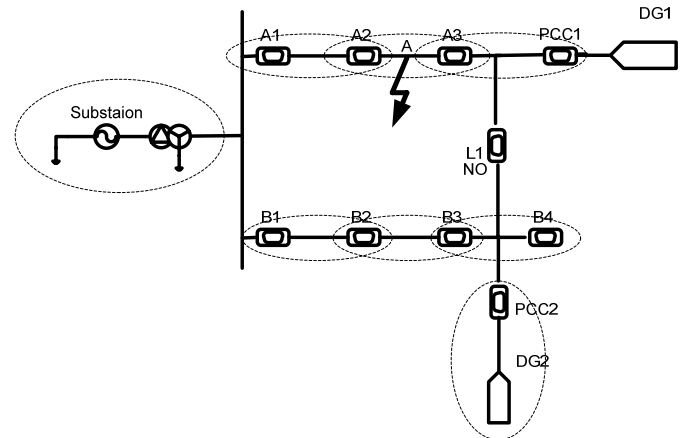 DG1
A1
A2
A
A3
PCC1
Substaion
L1
NO
B1
B2
B3
B4
PCC2
DG2